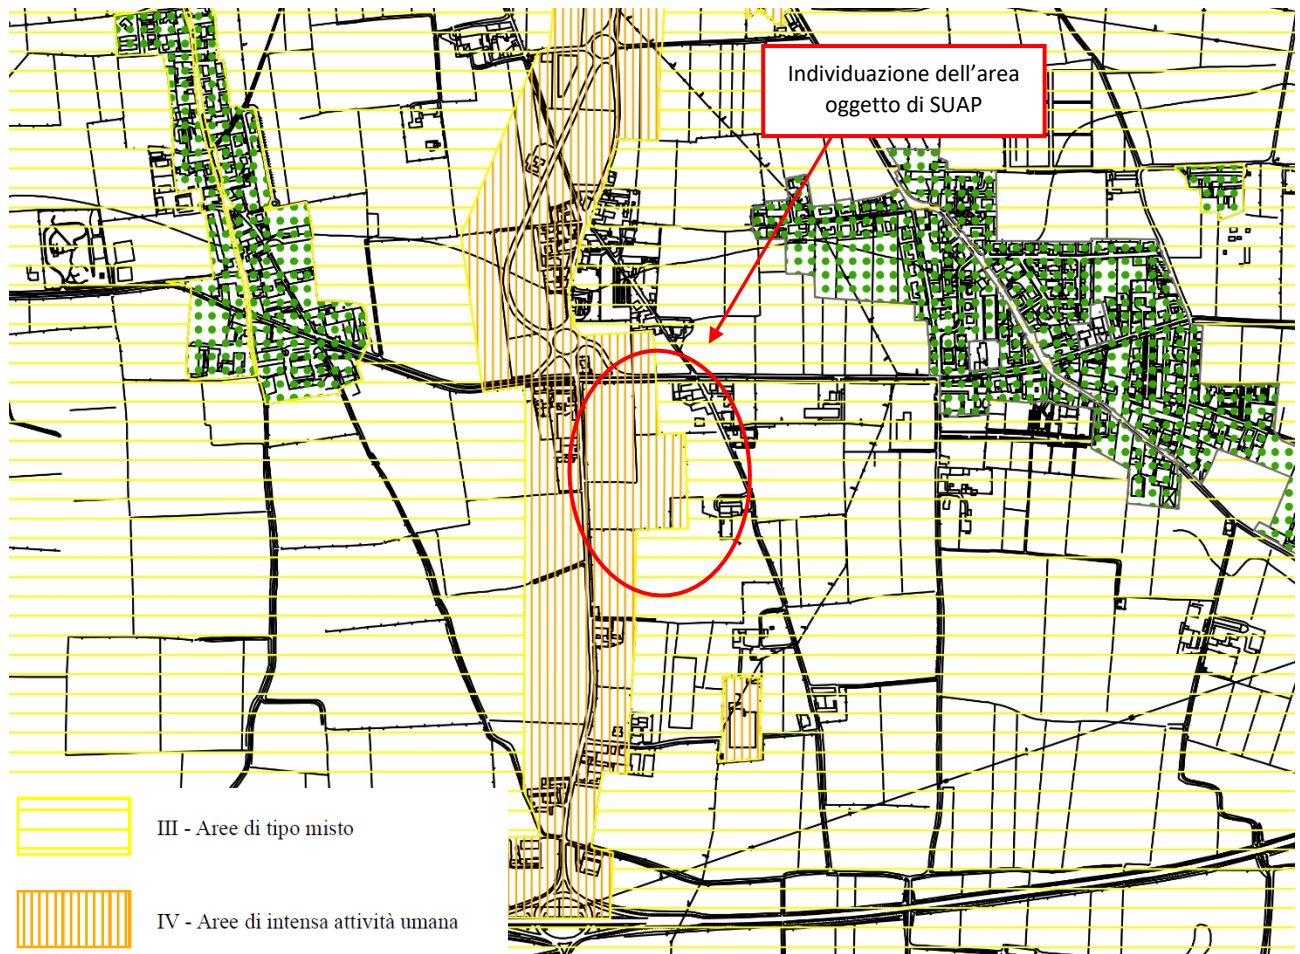 Individuazione dell’area
oggetto di SUAP
III - Aree di tipo misto
IV - Aree di intensa attività umana